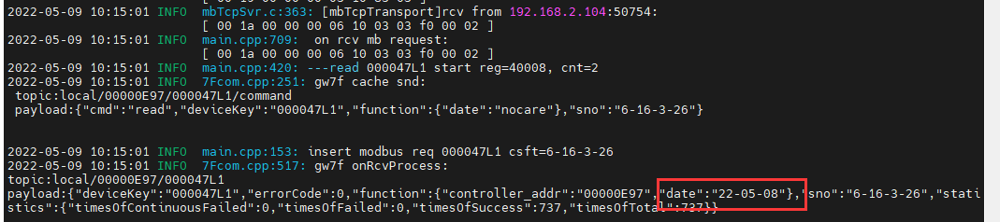 2022-05-09 10:15:01 INFO  mbTcpSvr.c:363: [mbTcpTransport]rcv from 192.168.2.104:50754:
[ 00 1a 00 00 00 06 10 03 03 f0 00 02 ]
2022-05-09 10:15:01 INFO  main.cpp:709:  on rcv mb request:
[ 00 1a 00 00 00 06 10 03 03 f0 00 02 ]
2022-05-09 10:15:01 INFO  main.cpp:420: ---read 000047L1 start reg=40008, cnt=2
2022-05-09 10:15:01 INFO  7Fcom.cpp:251: gw7f cache snd:
topic:local/00000E97/000047L1/command
payload:{"cmd":"read","deviceKey":"000047L1","function":{"date":"nocare"},"sno":"6-16-3-26"}
2022-05-09 10:15:01 INFO  main.cpp:153: insert modbus req 000047L1 csft=6-16-3-26
2022-05-09 10:15:01 INFO  7Fcom.cpp:517: gw7f onRcvProcess:
topic:local/00000E97/000047L1
payload:{"deviceKey":"000047L1","errorCode":0,"function":{"controller_addr":"00000E97","date":"22-05-08"},"sno":"6-16-3-26","stati
stics":{"timesOfContinuousFailed":0,"timesOfFailed":0,"timesOfSuccess":737,"timesOfTotal":737}}